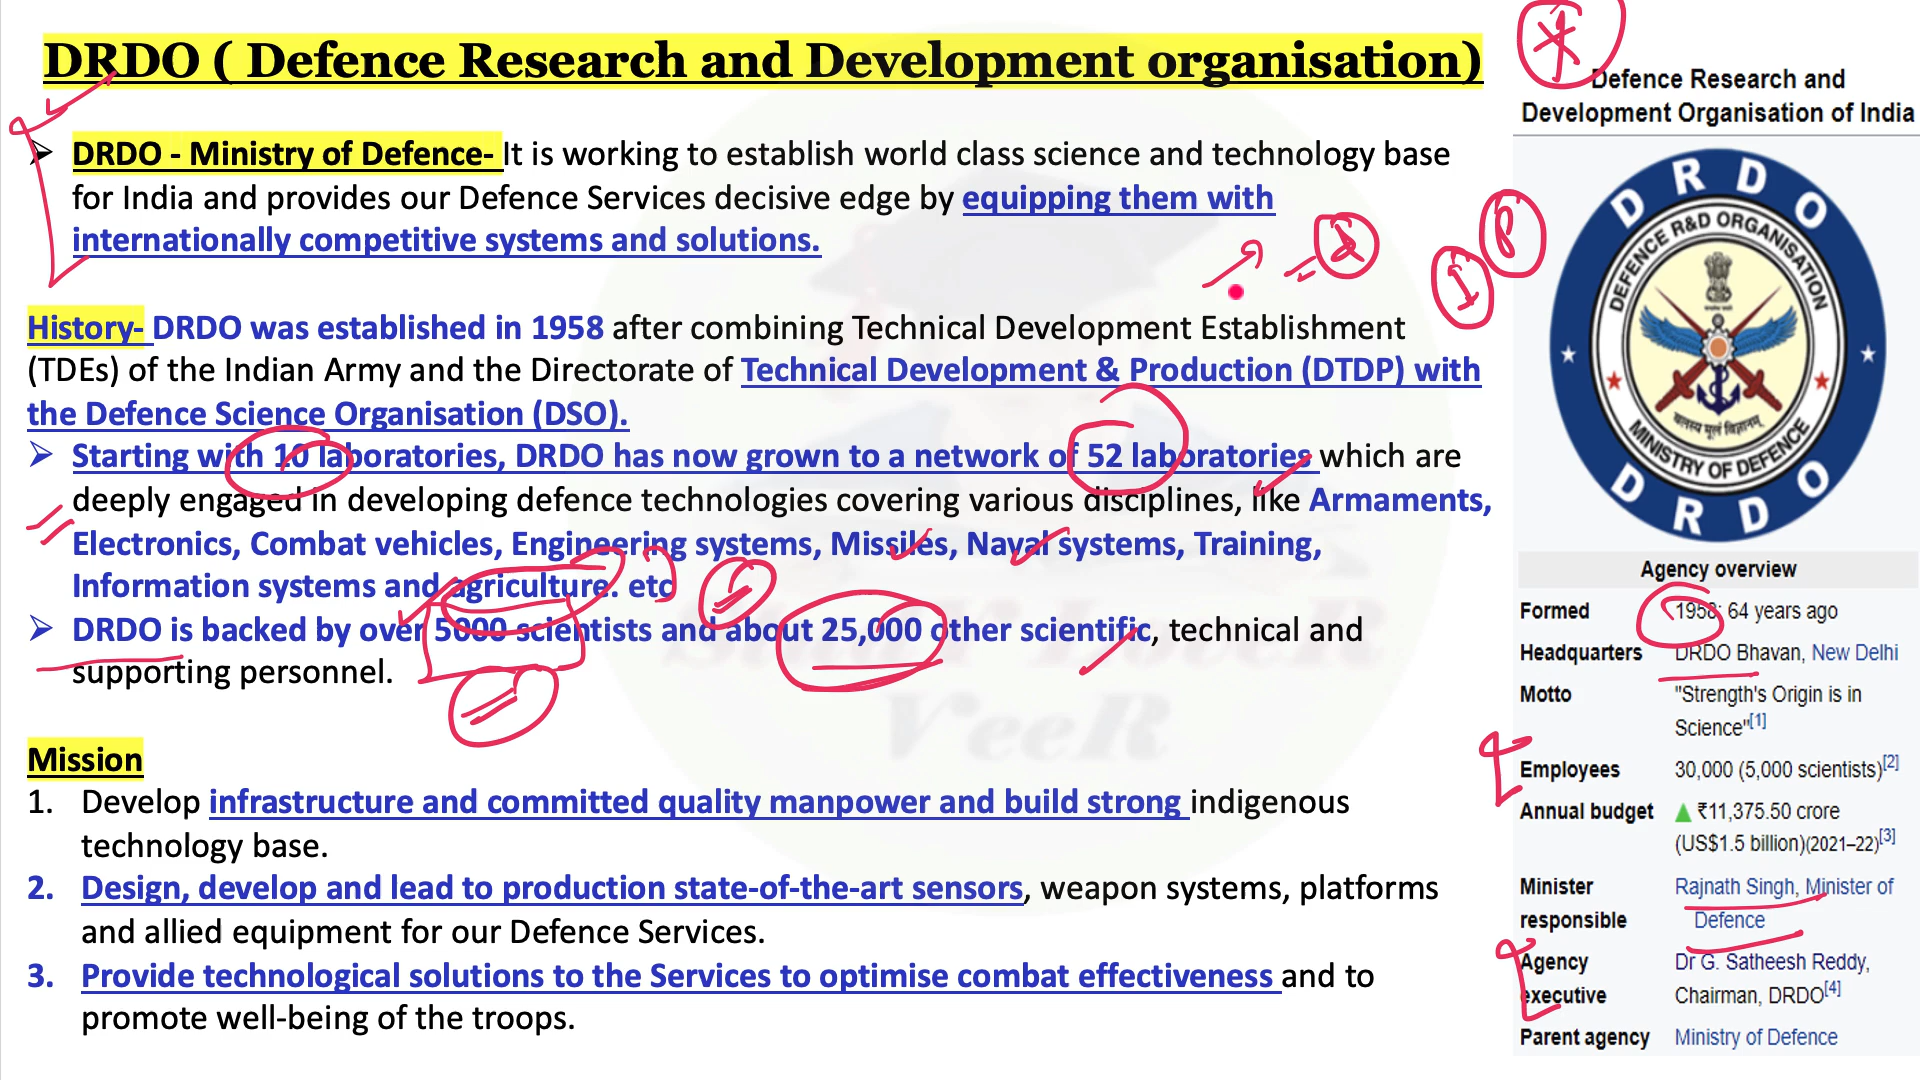 DRDO ( Defence Research and Development organisation)
➢ DRDO - Ministry of Defence- It is working to establish world class science and technology base
for India and provides our Defence Services decisive edge by equipping them with
internationally competitive systems and solutions.
History- DRDO was established in 1958 after combining Technical Development Establishment
(TDEs) of the Indian Army and the Directorate of Technical Development & Production (DTDP) with
the Defence Science Organisation (DSO).
➢ Starting with 10 laboratories, DRDO has now grown to a network of 52 laboratories which are
deeply engaged in developing defence technologies covering various disciplines, like Armaments,
Electronics, Combat vehicles, Engineering systems, Missiles, Naval systems, Training,
Information systems and agriculture. etc
➢ DRDO is backed by over 5000 scientists and about 25,000 other scientific, technical and
supporting personnel.
Mission
1. Develop infrastructure and committed quality manpower and build strong indigenous
technology base.
2. Design, develop and lead to production state-of-the-art sensors, weapon systems, platforms
and allied equipment for our Defence Services.
3. Provide technological solutions to the Services to optimise combat effectiveness and to
promote well-being of the troops.
Study LoveR
VeeR
Defence Research and
Development Organisation of India
DRDO
DEFENCE R&D ORGANISATION
बलस्य मूलं विज्ञानम्
MINISTRY OF DEFENCE
DRDO
Agency overview
Formed 1958; 64 years ago
Headquarters DRDO Bhavan, New Delhi
Motto "Strength's Origin is in
Science"[1]
Employees 30,000 (5,000 scientists)[2]
Annual budget ▲ ₹11,375.50 crore
(US$1.5 billion)(2021–22)[3]
Minister Rajnath Singh, Minister of
responsible Defence
Agency Dr G. Satheesh Reddy,
executive Chairman, DRDO[4]
Parent agency Ministry of Defence